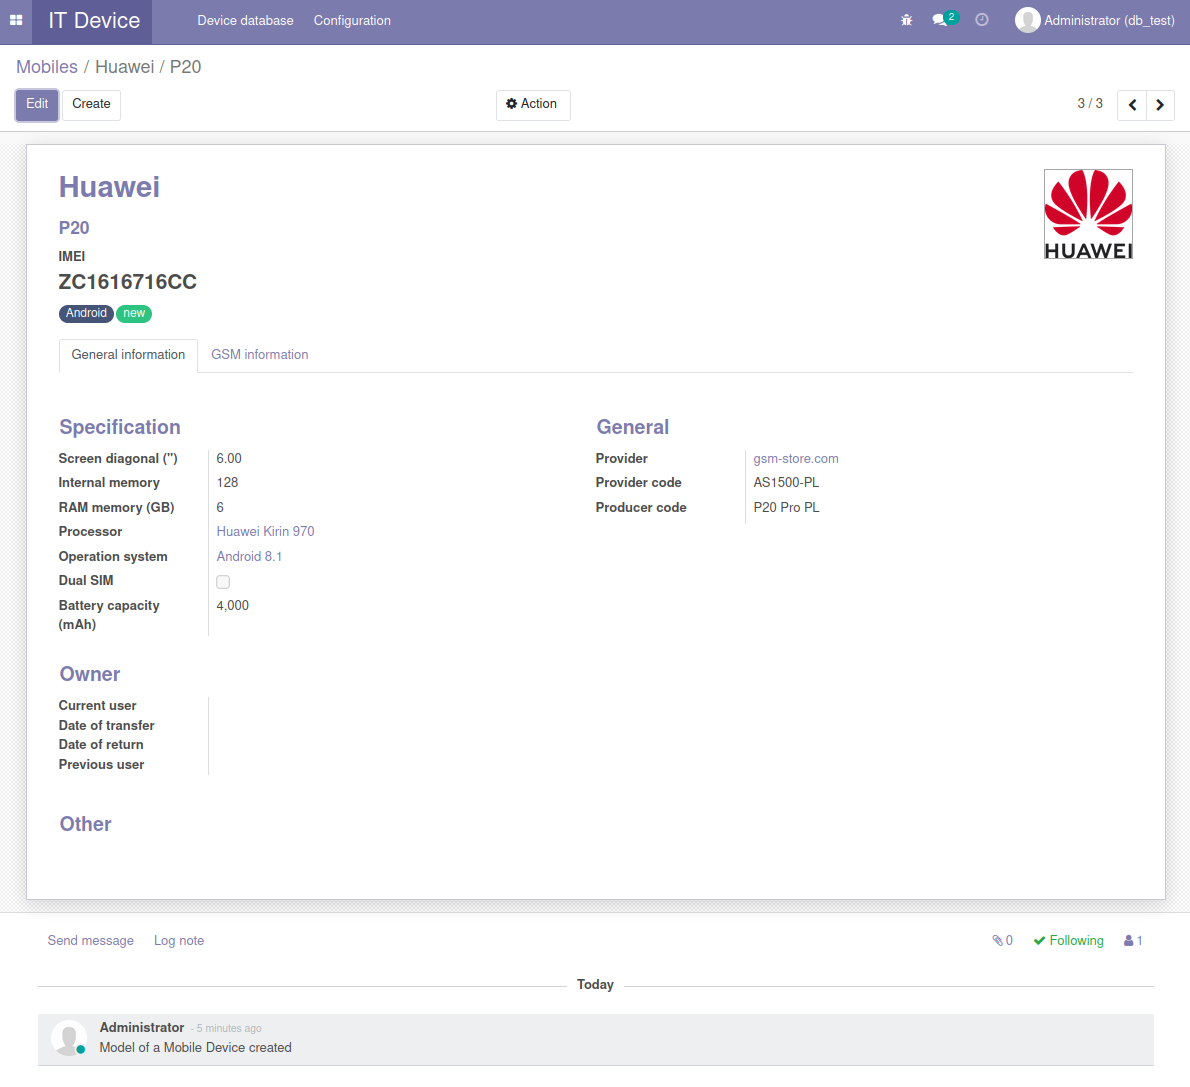 IT Device Device database Configuration 2 Administrator (db_test)
Mobiles / Huawei / P20
Edit Create Action 3 / 3
Huawei
HUAWEI
P20
IMEI
ZC1616716CC
Android new
General information GSM information
Specification
Screen diagonal (") 6.00
Internal memory 128
RAM memory (GB) 6
Processor Huawei Kirin 970
Operation system Android 8.1
Dual SIM
Battery capacity (mAh) 4,000
General
Provider gsm-store.com
Provider code AS1500-PL
Producer code P20 Pro PL
Owner
Current user
Date of transfer
Date of return
Previous user
Other
Send message Log note 0 Following 1
Today
Administrator - 5 minutes ago
Model of a Mobile Device created